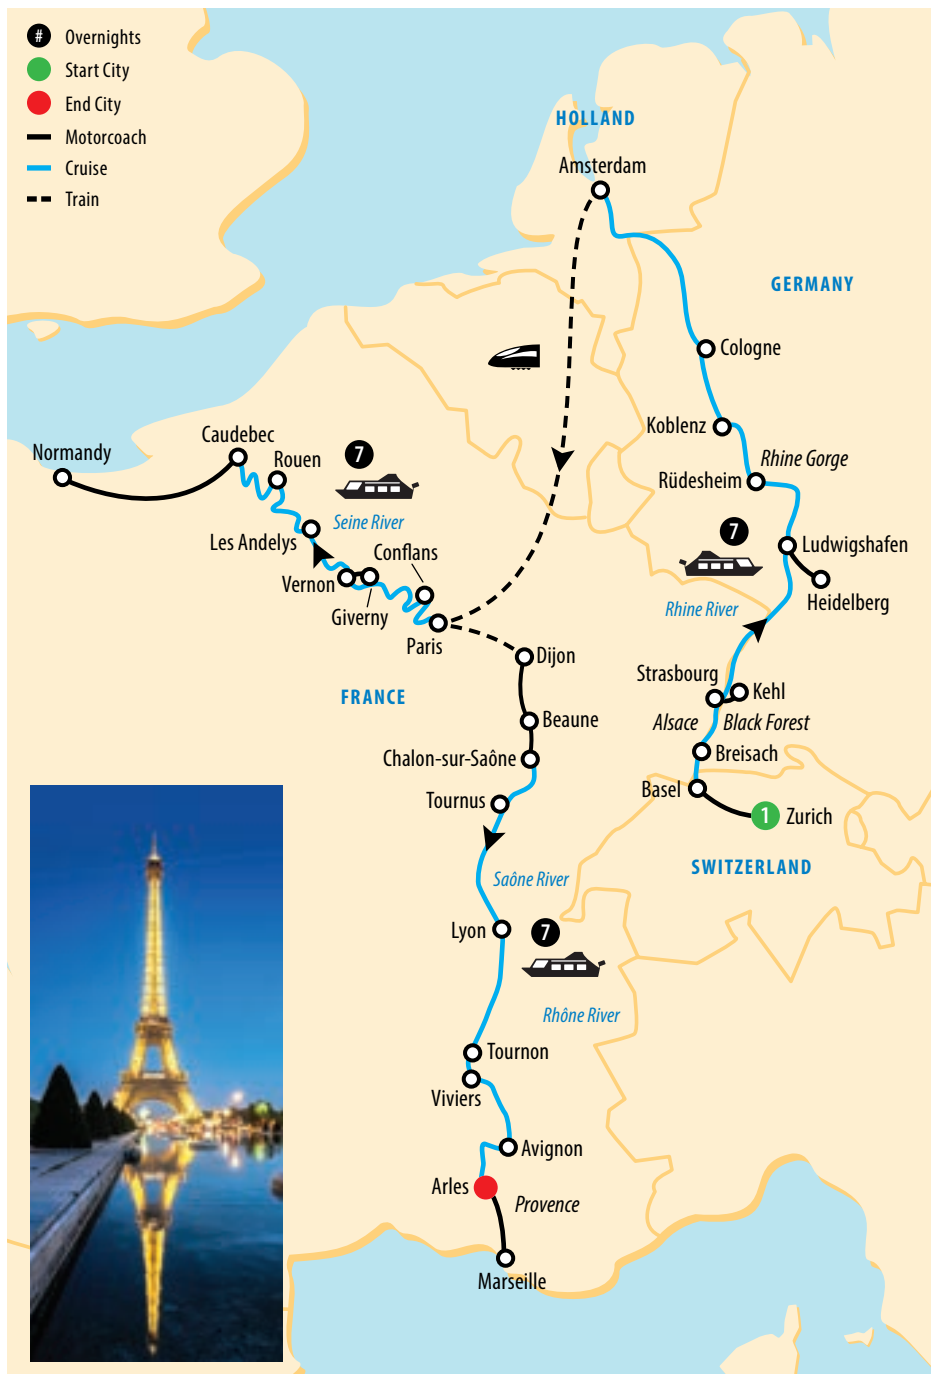 # Overnights
Start City
End City
Motorcoach
Cruise
Train
HOLLAND
Amsterdam
GERMANY
Cologne
Koblenz
Rhine Gorge
Rüdesheim
Caudebec
Normandy
7
Rouen
Seine River
Les Andelys
Conflans
Vernon
Giverny
Paris
7
Ludwigshafen
Heidelberg
Rhine River
Dijon
Strasbourg
Kehl
FRANCE
Beaune
Alsace
Black Forest
Chalon-sur-Saône
Breisach
Tournus
Basel
1
Zurich
SWITZERLAND
Saône River
Lyon
7
Rhône River
Tournon
Viviers
Avignon
Arles
Provence
Marseille